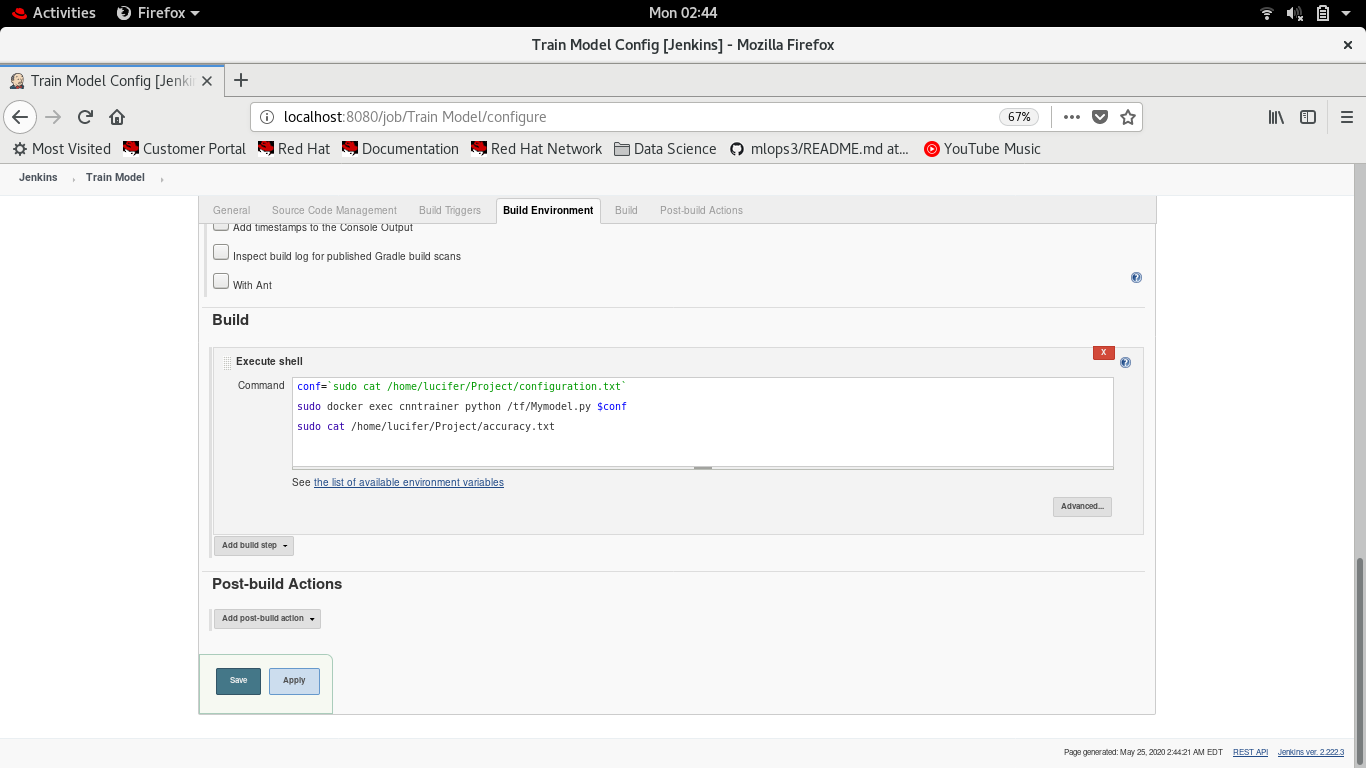 Activities Firefox Mon 02:44
Train Model Config [Jenkins] - Mozilla Firefox ×
Train Model Config [Jenki
localhost:8080/job/Train Model/configure 67%
Most Visited Customer Portal Red Hat Documentation Red Hat Network Data Science mlops3/README.md at... YouTube Music
Jenkins Train Model
General Source Code Management Build Triggers Build Environment Build Post-build Actions
Add timestamps to the Console Output
Inspect build log for published Gradle build scans
With Ant
Build
X
Execute shell
Command
conf=`sudo cat /home/lucifer/Project/configuration.txt`
sudo docker exec cnntrainer python /tf/Mymodel.py $conf
sudo cat /home/lucifer/Project/accuracy.txt
See the list of available environment variables
Advanced...
Add build step
Post-build Actions
Add post-build action
Save Apply
Page generated: May 25, 2020 2:44:21 AM EDT REST API Jenkins ver. 2.222.3